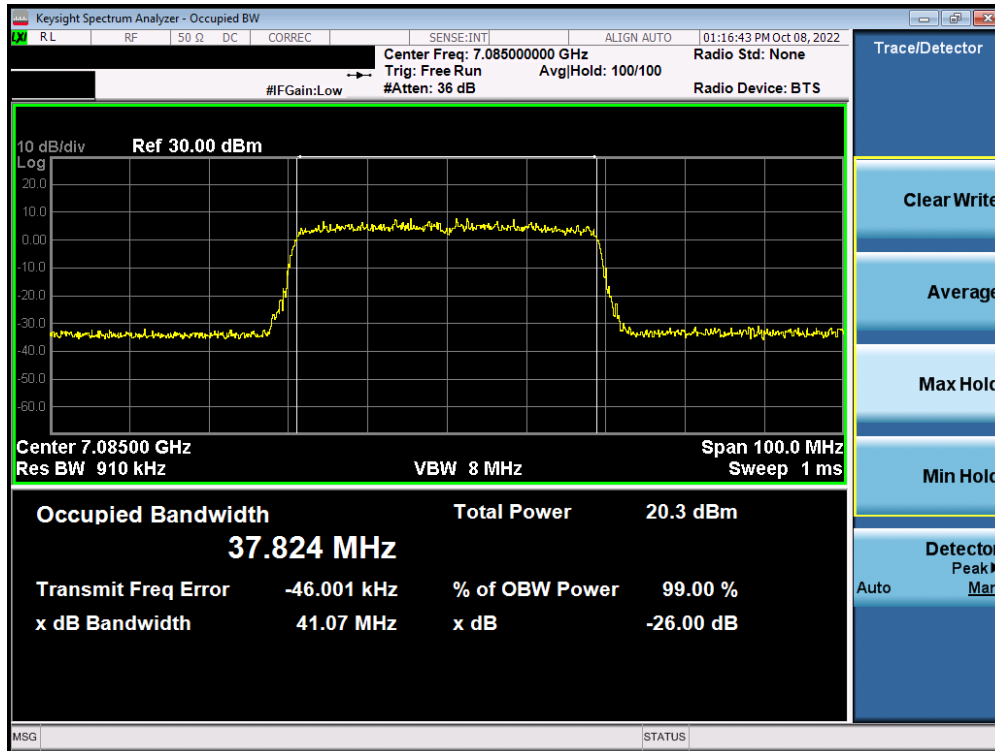 Keysight Spectrum Analyzer - Occupied BW
LXI RL RF 50 Ω DC CORREC SENSE:INT ALIGN AUTO 01:16:43 PM Oct 08, 2022
Center Freq: 7.085000000 GHz Radio Std: None
Trig: Free Run Avg|Hold: 100/100
#IFGain:Low #Atten: 36 dB Radio Device: BTS
10 dB/div Ref 30.00 dBm
Log
20.0
10.0
0.00
-10.0
-20.0
-30.0
-40.0
-50.0
-60.0
Center 7.08500 GHz Span 100.0 MHz
Res BW 910 kHz VBW 8 MHz Sweep 1 ms
Occupied Bandwidth Total Power 20.3 dBm
37.824 MHz
Transmit Freq Error -46.001 kHz % of OBW Power 99.00 %
x dB Bandwidth 41.07 MHz x dB -26.00 dB
MSG STATUS
Trace/Detector
Clear Write
Average
Max Hold
Min Hold
Detector
Peak
Auto Man